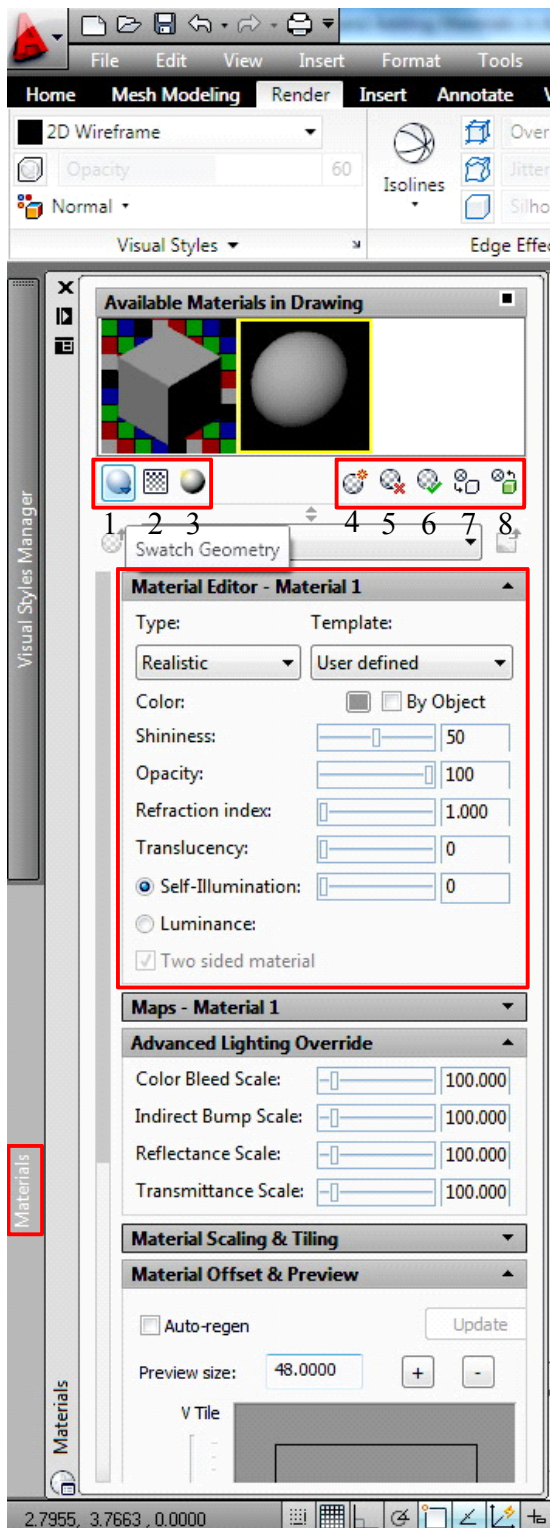 File Edit View Insert Format Tools
Home Mesh Modeling Render Insert Annotate
2D Wireframe
Over
Opacity 60
Jitter
Isolines
Normal
Silho
Visual Styles
Edge Effe
Visual Styles Manager
Available Materials in Drawing
1 2 3 4 5 6 7 8
Swatch Geometry
Material Editor - Material 1
Type: Template:
Realistic User defined
Color: By Object
Shininess: 50
Opacity: 100
Refraction index: 1.000
Translucency: 0
Self-Illumination: 0
Luminance:
Two sided material
Maps - Material 1
Advanced Lighting Override
Color Bleed Scale: 100.000
Indirect Bump Scale: 100.000
Reflectance Scale: 100.000
Transmittance Scale: 100.000
Materials
Material Scaling & Tiling
Material Offset & Preview
Auto-regen Update
Preview size: 48.0000 + -
V Tile
Materials
2.7955, 3.7663 , 0.0000